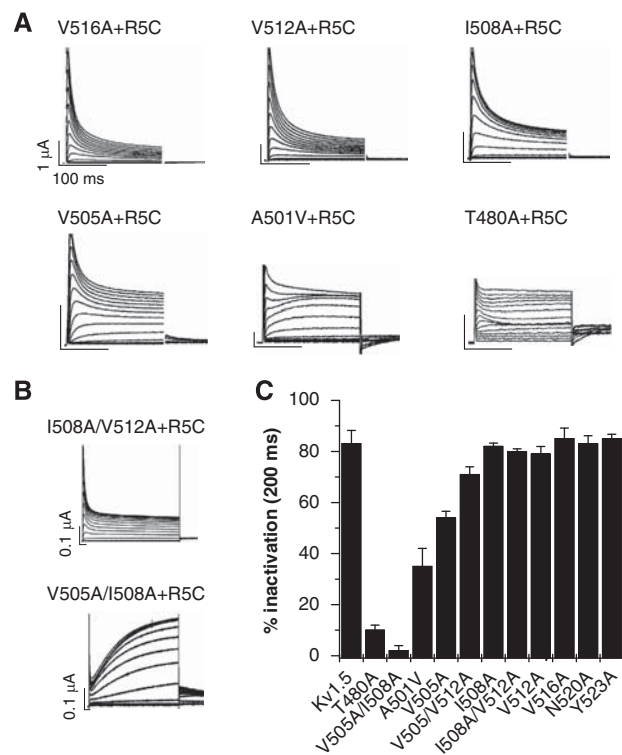 A
V516A+R5C
V512A+R5C
I508A+R5C
1 µA
100 ms
V505A+R5C
A501V+R5C
T480A+R5C
B
I508A/V512A+R5C
0.1 µA
V505A/I508A+R5C
0.1 µA
C
% inactivation (200 ms)
100
80
60
40
20
0
Kv1.5
T480A
V505A/I508A
A501V
V505A
V505/V512A
I508A
I508A/V512A
V512A
V516A
N520A
Y523A